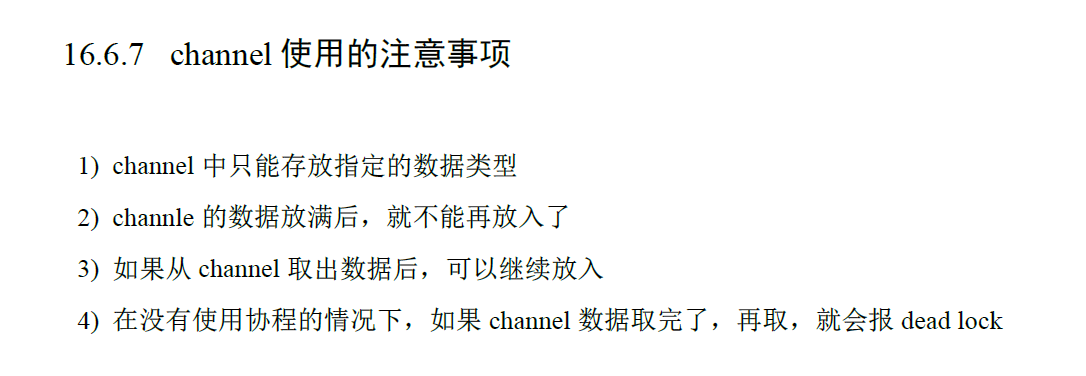 16.6.7 channel 使用的注意事项
1) channel 中只能存放指定的数据类型
2) channle 的数据放满后，就不能再放入了
3) 如果从 channel 取出数据后，可以继续放入
4) 在没有使用协程的情况下，如果 channel 数据取完了，再取，就会报 dead lock